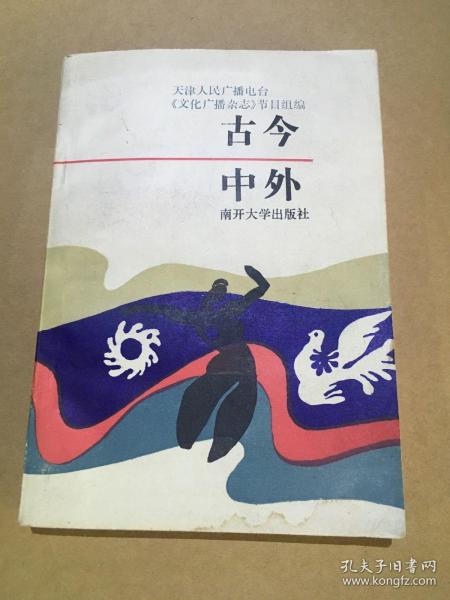 天津人民广播电台
《文化广播杂志》节目组编
古今
中外
南开大学出版社
孔夫子旧书网
www.kongfz.com